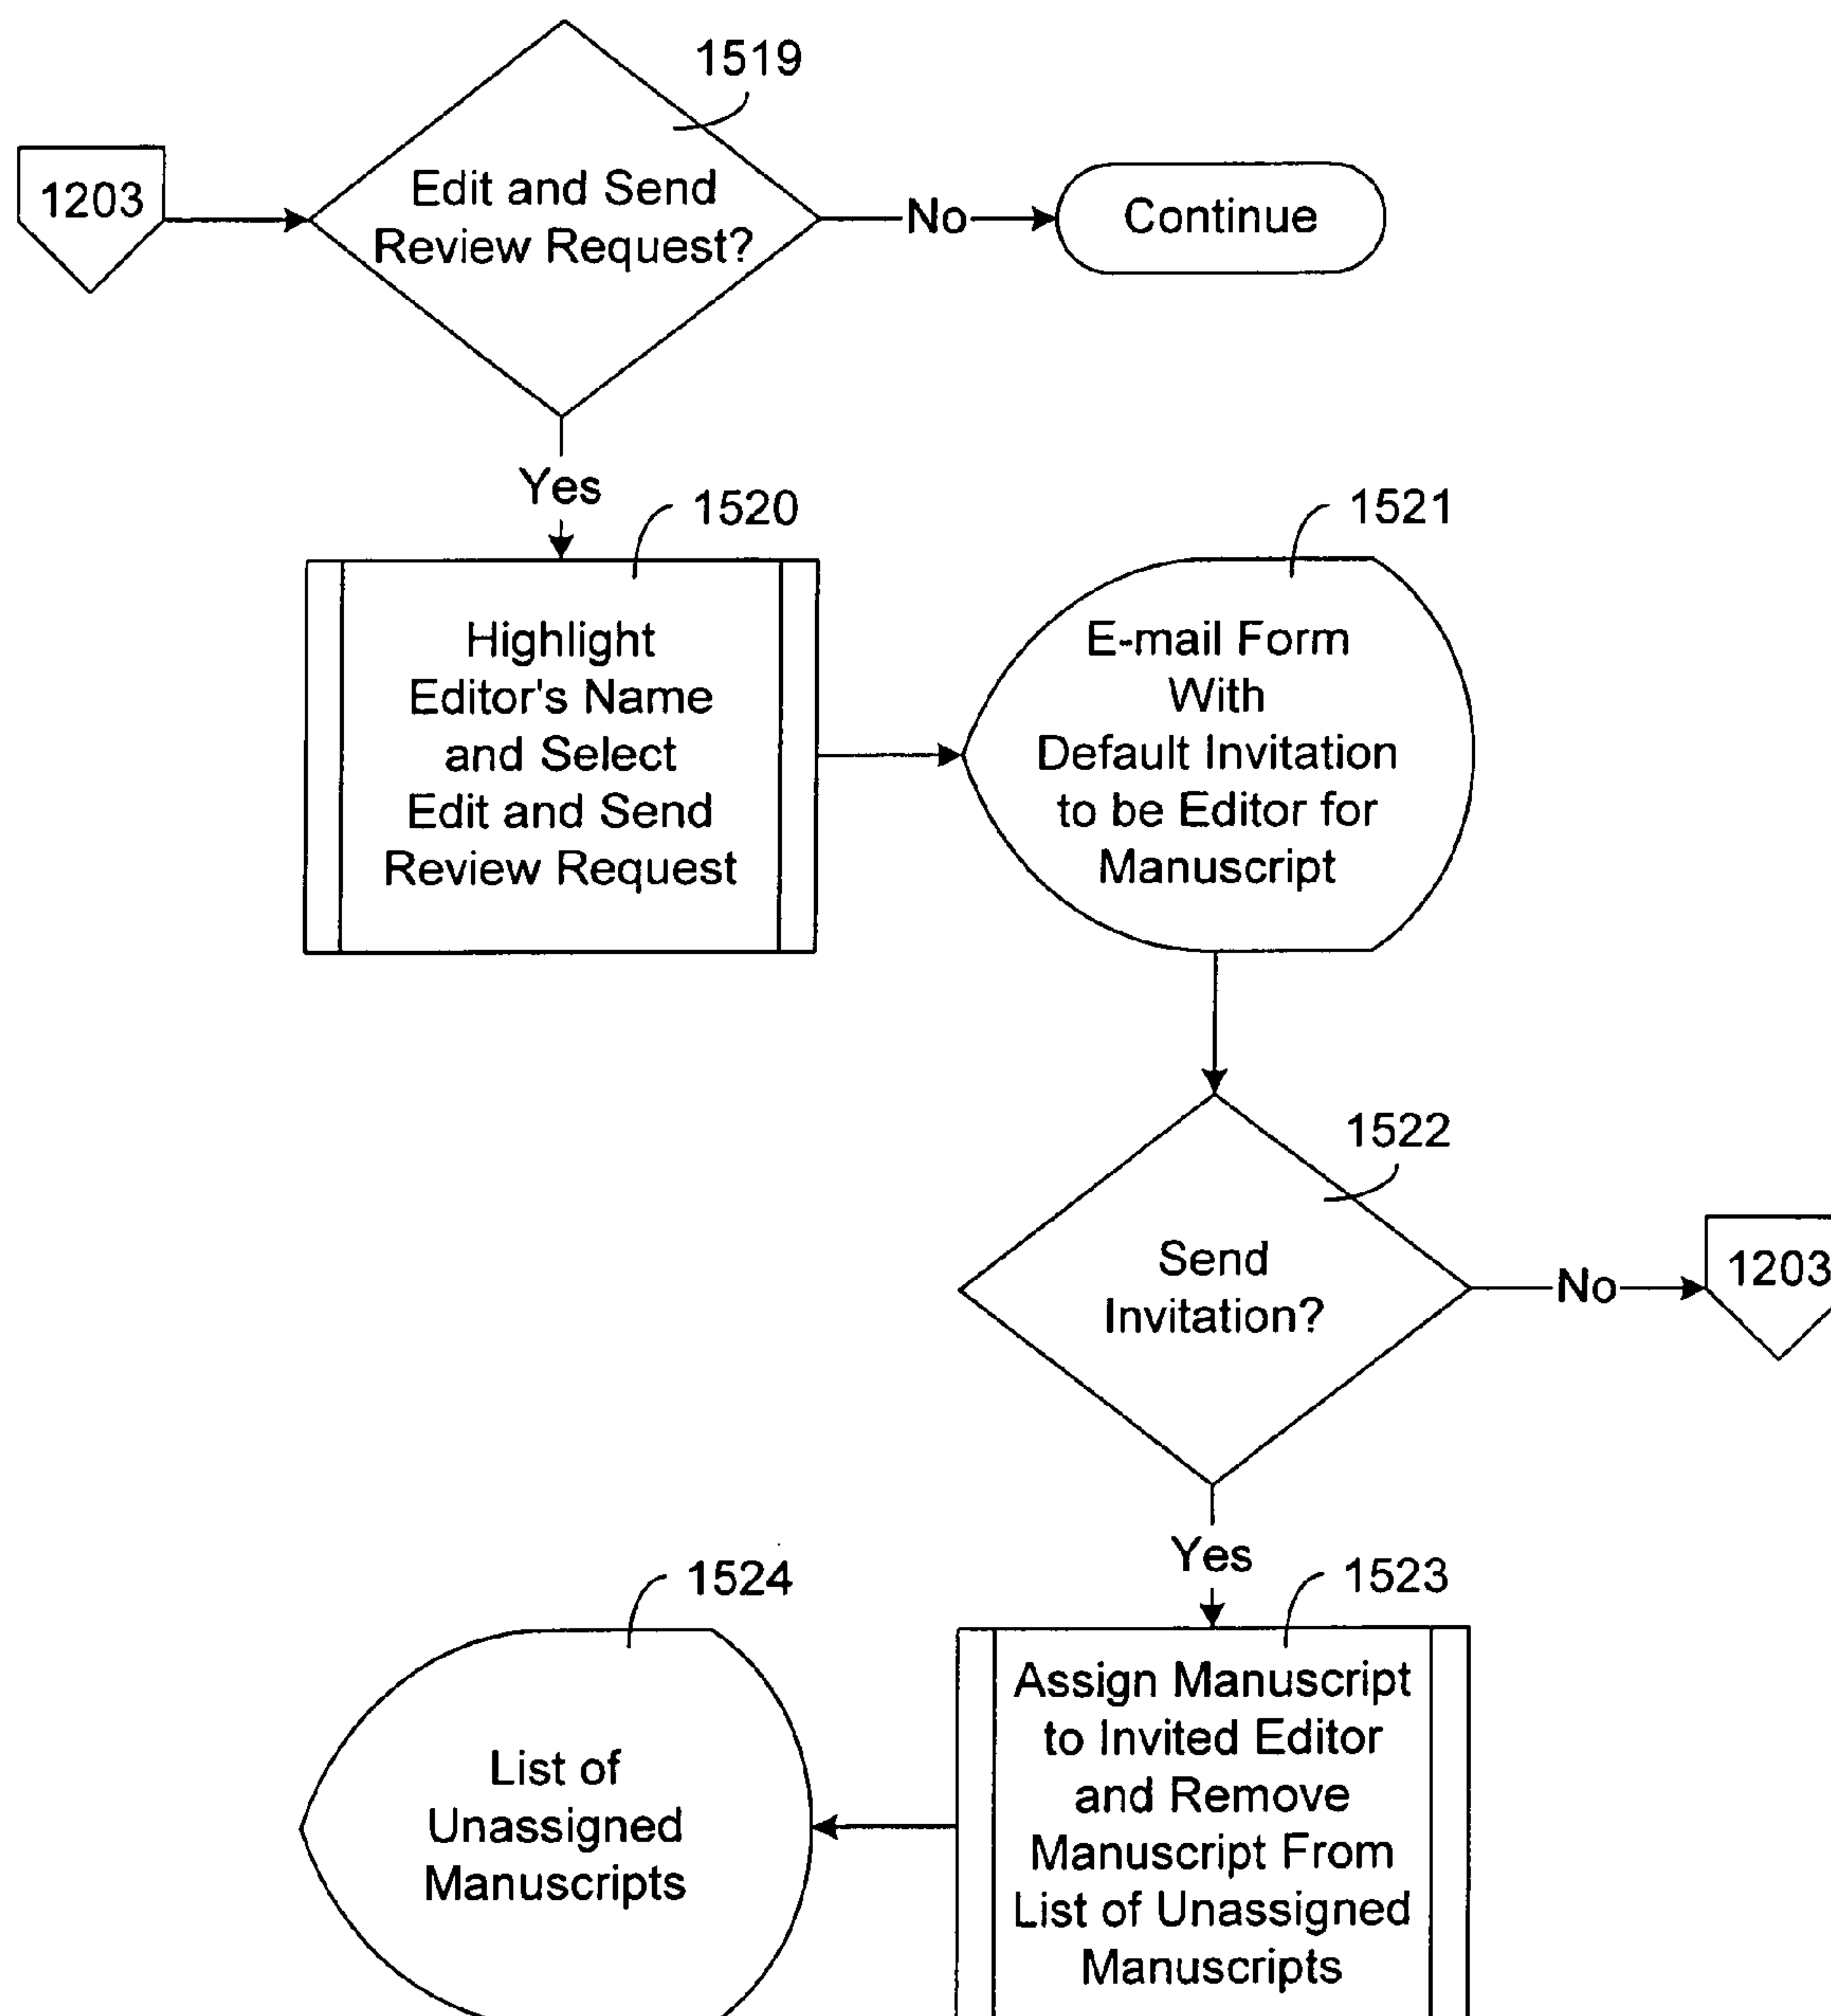 1519
1203
Edit and Send
Review Request?
No
Continue
Yes
1520
1521
Highlight
Editor's Name
and Select
Edit and Send
Review Request
E-mail Form
With
Default Invitation
to be Editor for
Manuscript
1522
Send
Invitation?
No
1203
Yes
1524
1523
List of
Unassigned
Manuscripts
Assign Manuscript
to Invited Editor
and Remove
Manuscript From
List of Unassigned
Manuscripts